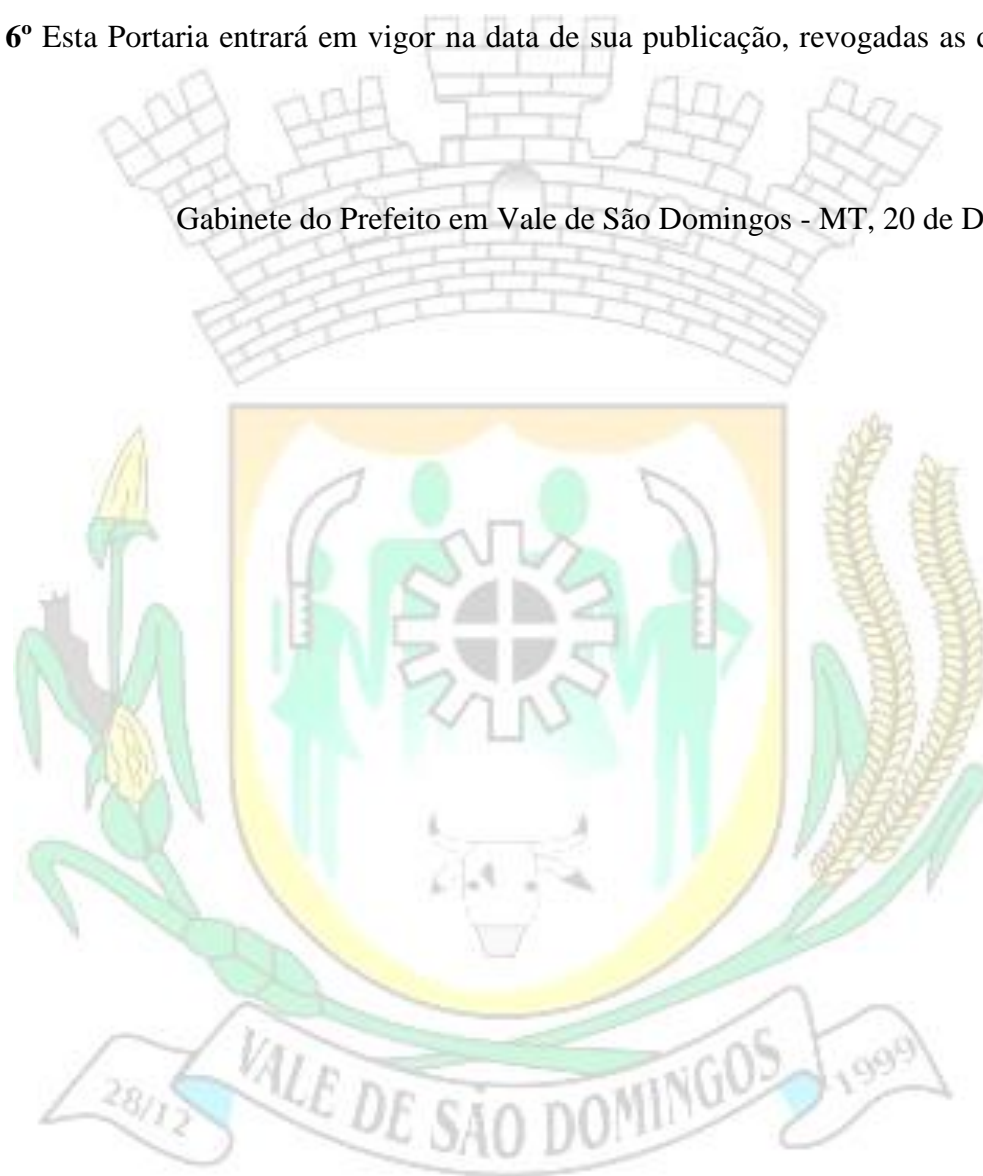 6º Esta Portaria entrará em vigor na data de sua publicação, revogadas as
Gabinete do Prefeito em Vale de São Domingos - MT, 20 de
28/12
VALE DE SÃO DOMINGOS
1999